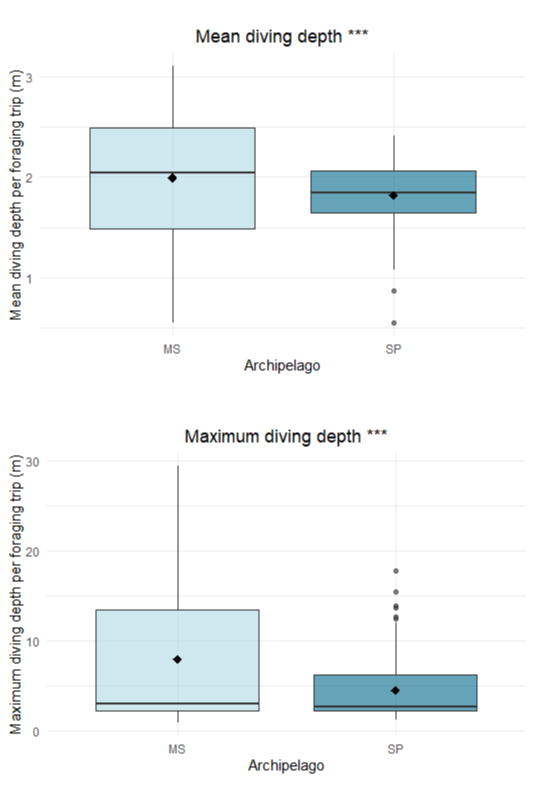 Mean diving depth ***
Mean diving depth per foraging trip (m)
3
2
1
MS
SP
Archipelago
Maximum diving depth ***
Maximum diving depth per foraging trip (m)
30
20
10
0
MS
SP
Archipelago